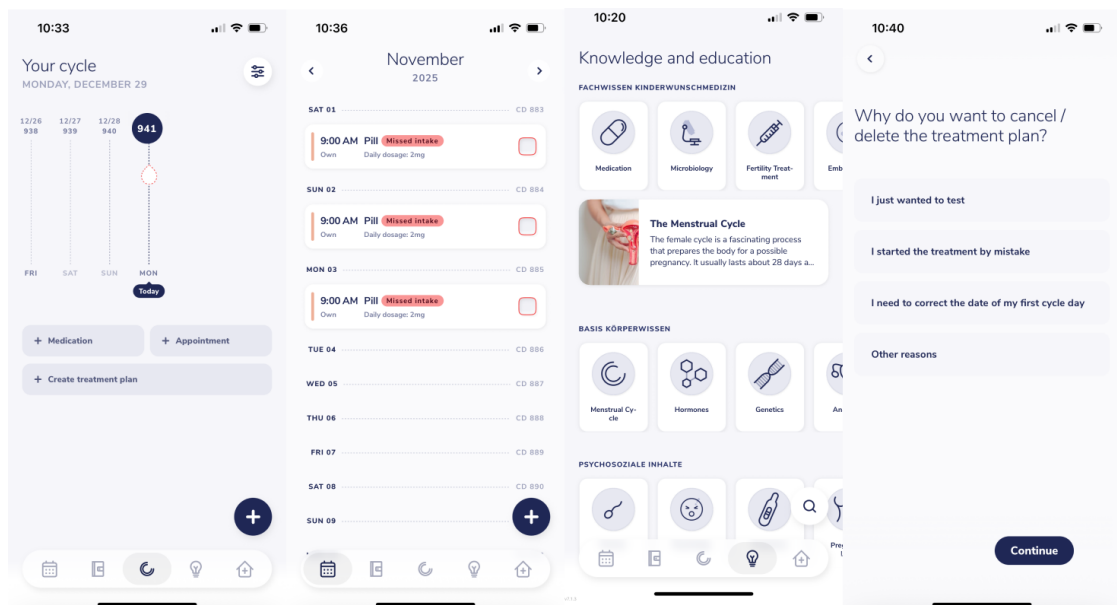 10:33
Your cycle
MONDAY, DECEMBER 29
12/26 12/27 12/28
938 939 940 941
FRI SAT SUN MON
Today
+ Medication
+ Appointment
+ Create treatment plan
+
10:36
November
2025
SAT 01 CD 883
9:00 AM Pill Missed intake
Own Daily dosage: 2mg
SUN 02 CD 884
9:00 AM Pill Missed intake
Own Daily dosage: 2mg
MON 03 CD 885
9:00 AM Pill Missed intake
Own Daily dosage: 2mg
TUE 04 CD 886
WED 05 CD 887
THU 06 CD 888
FRI 07 CD 889
SAT 08 CD 890
SUN 09
+
10:20
Knowledge and education
FACHWISSEN KINDERWUNSCHMEDIZIN
Medication
Microbiology
Fertility Treat-
ment
Emb
The Menstrual Cycle
The female cycle is a fascinating process
that prepares the body for a possible
pregnancy. It usually lasts about 28 days a...
BASIS KÖRPERWISSEN
Menstrual Cy-
cle
Hormones
Genetics
An
PSYCHOSOZIALE INHALTE
10:40
Why do you want to cancel /
delete the treatment plan?
I just wanted to test
I started the treatment by mistake
I need to correct the date of my first cycle day
Other reasons
Continue